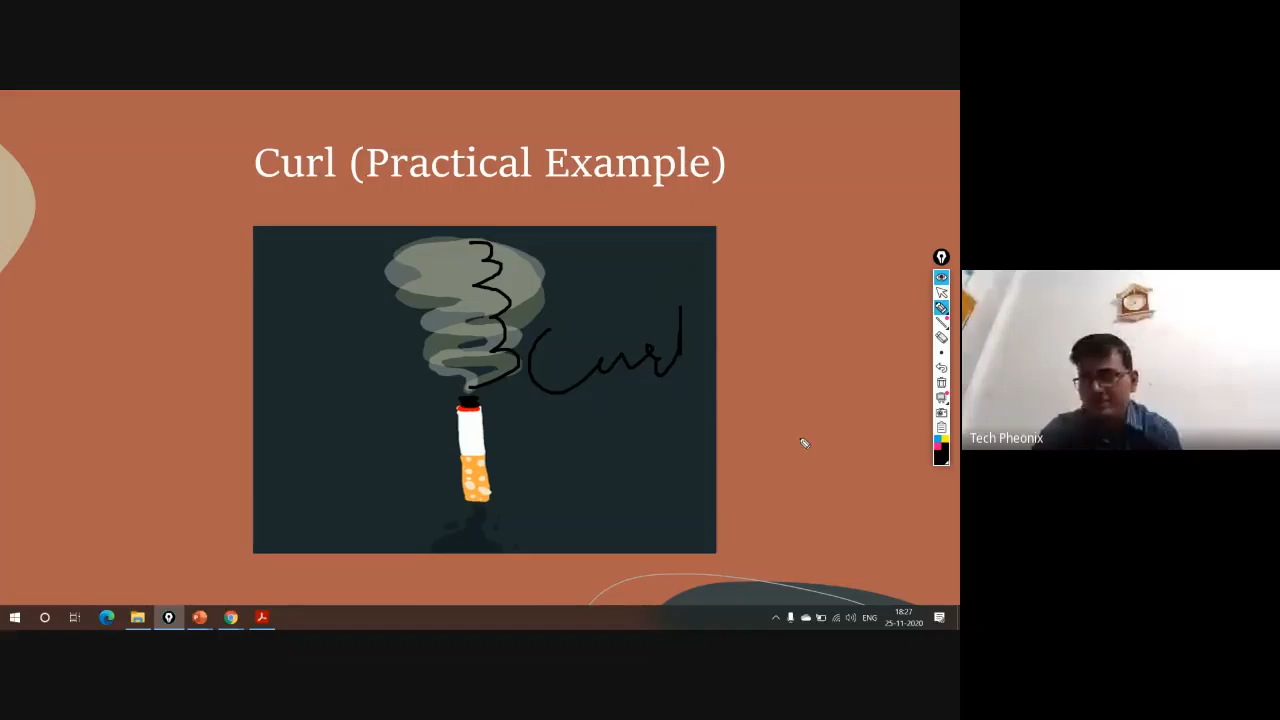 Curl (Practical Example)
Curl
Tech Pheonix
ENG
18:27
25-11-2020